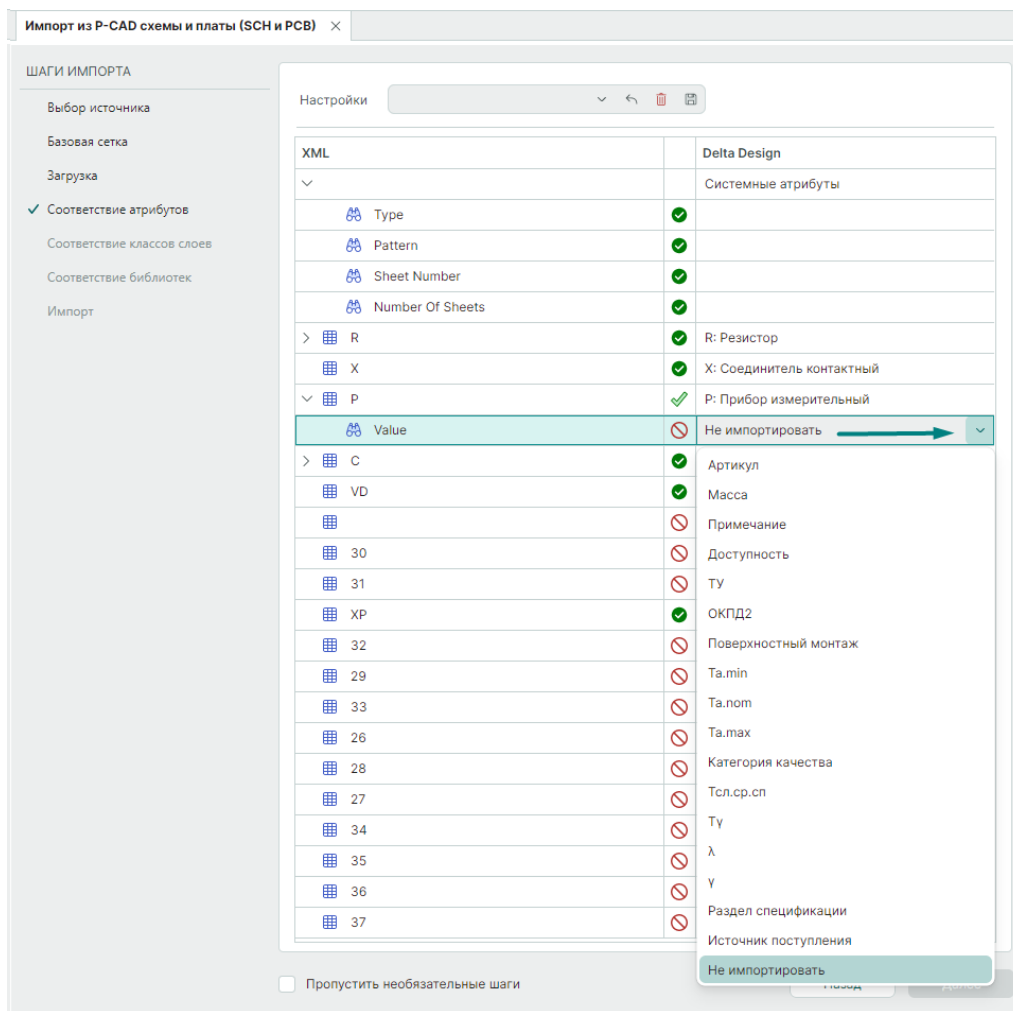 Импорт из P-CAD схемы и платы (SCH и PCB)
ШАГИ ИМПОРТА
Выбор источника
Базовая сетка
Загрузка
Соответствие атрибутов
Соответствие классов слоев
Соответствие библиотек
Импорт
Настройки
XML Delta Design
Системные атрибуты
Type
Pattern
Sheet Number
Number Of Sheets
R R: Резистор
X X: Соединитель контактный
P P: Прибор измерительный
Value Не импортировать
C
VD
30
31
XP
32
29
33
26
28
27
34
35
36
37
Артикул
Масса
Примечание
Доступность
ТУ
ОКПД2
Поверхностный монтаж
Ta.min
Ta.nom
Ta.max
Категория качества
Тсл.ср.сп
Tγ
λ
γ
Раздел спецификации
Источник поступления
Не импортировать
Пропустить необязательные шаги
Назад Далее